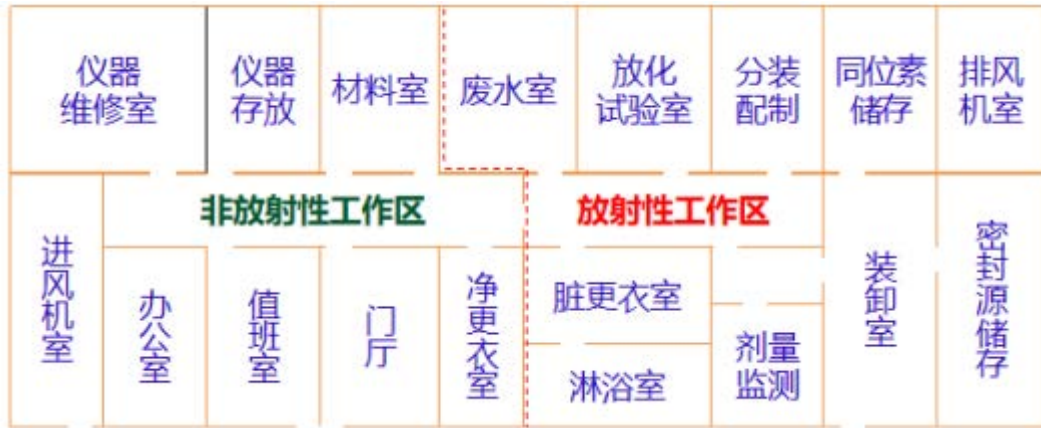 仪器
维修室
仪器
存放
材料室
废水室
放化
试验室
分装
配制
同位素
储存
排风
机室
非放射性工作区
放射性工作区
进风机室
办公室
值班室
门厅
净更衣室
脏更衣室
淋浴室
剂量
监测
装卸室
密封源储存